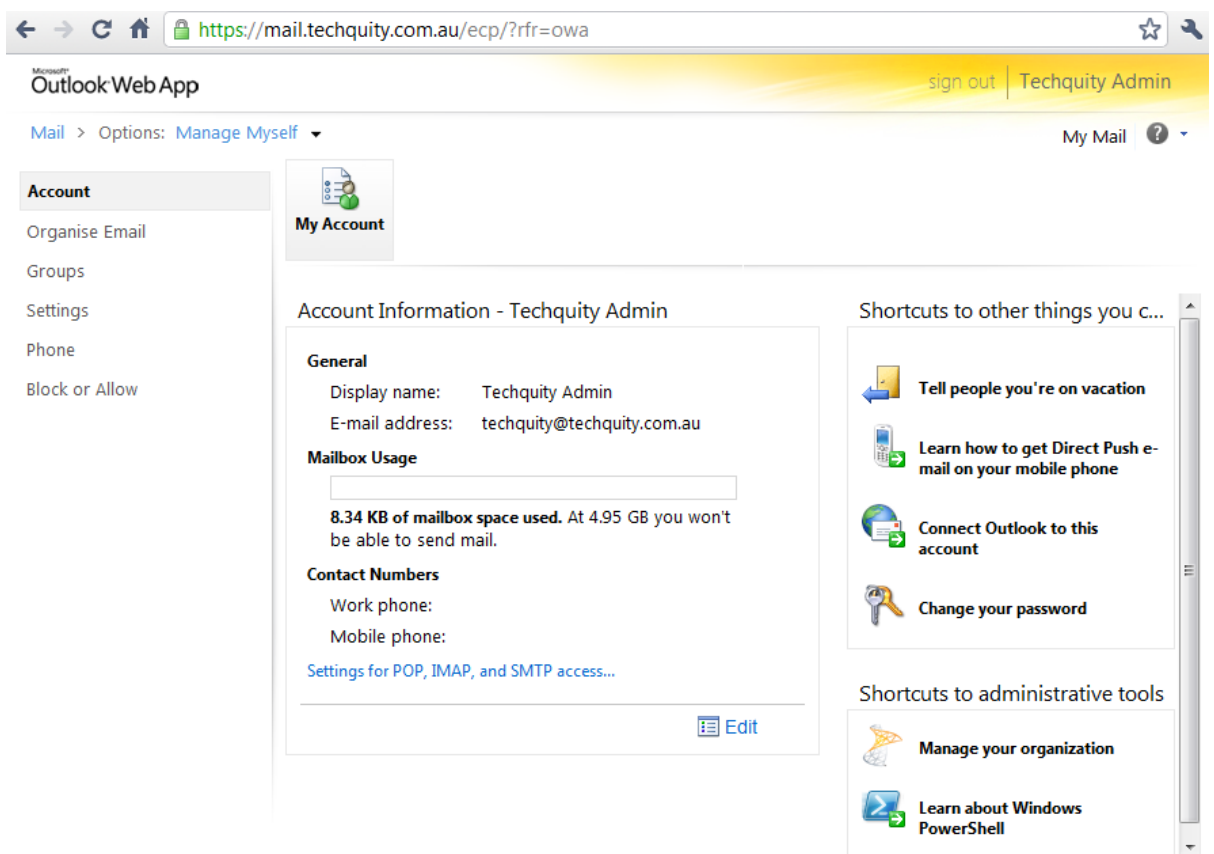 https://mail.techquity.com.au/ecp/?rfr=owa
Microsoft®
Outlook Web App
sign out | Techquity Admin
Mail > Options: Manage Myself
My Mail
?
Account
Organise Email
Groups
Settings
Phone
Block or Allow
My Account
Account Information - Techquity Admin
General
Display name: Techquity Admin
E-mail address: techquity@techquity.com.au
Mailbox Usage
8.34 KB of mailbox space used. At 4.95 GB you won't
be able to send mail.
Contact Numbers
Work phone:
Mobile phone:
Settings for POP, IMAP, and SMTP access...
Edit
Shortcuts to other things you c...
Tell people you're on vacation
Learn how to get Direct Push e-
mail on your mobile phone
Connect Outlook to this
account
Change your password
Shortcuts to administrative tools
Manage your organization
Learn about Windows
PowerShell